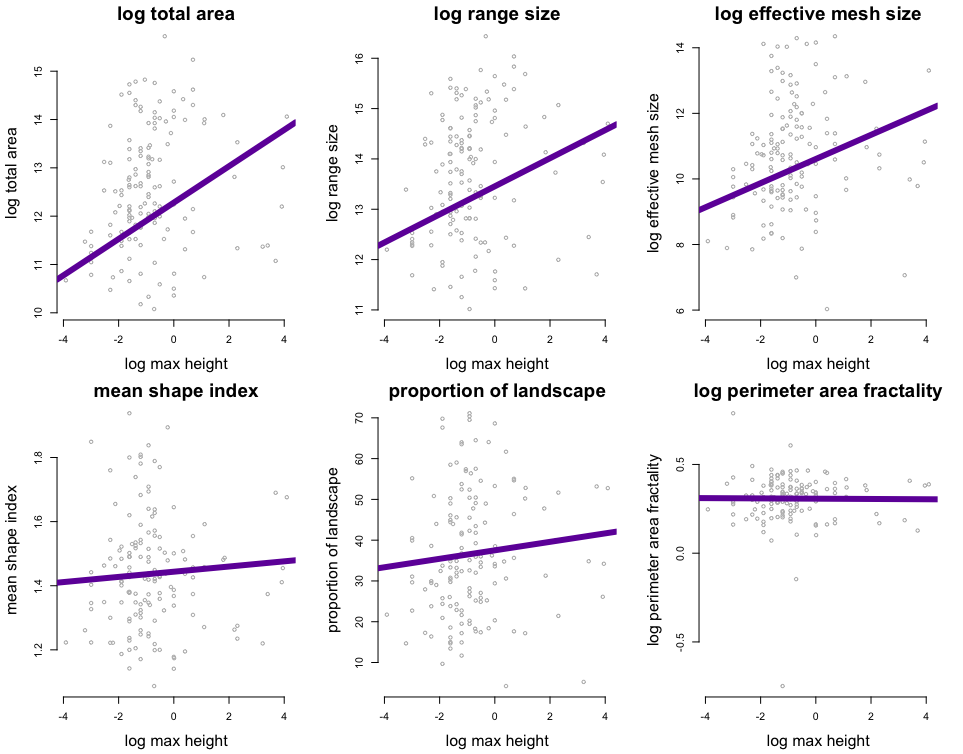 log total area
log range size
log effective mesh size
log total area
10 11 12 13 14 15
-4 -2 0 2 4
log max height
log range size
11 12 13 14 15 16
-4 -2 0 2 4
log max height
log effective mesh size
6 8 10 12 14
-4 -2 0 2 4
log max height
mean shape index
proportion of landscape
log perimeter area fractality
mean shape index
1.2 1.4 1.6 1.8
-4 -2 0 2 4
log max height
proportion of landscape
10 20 30 40 50 60 70
-4 -2 0 2 4
log max height
log perimeter area fractality
-0.5 0.0 0.5
-4 -2 0 2 4
log max height